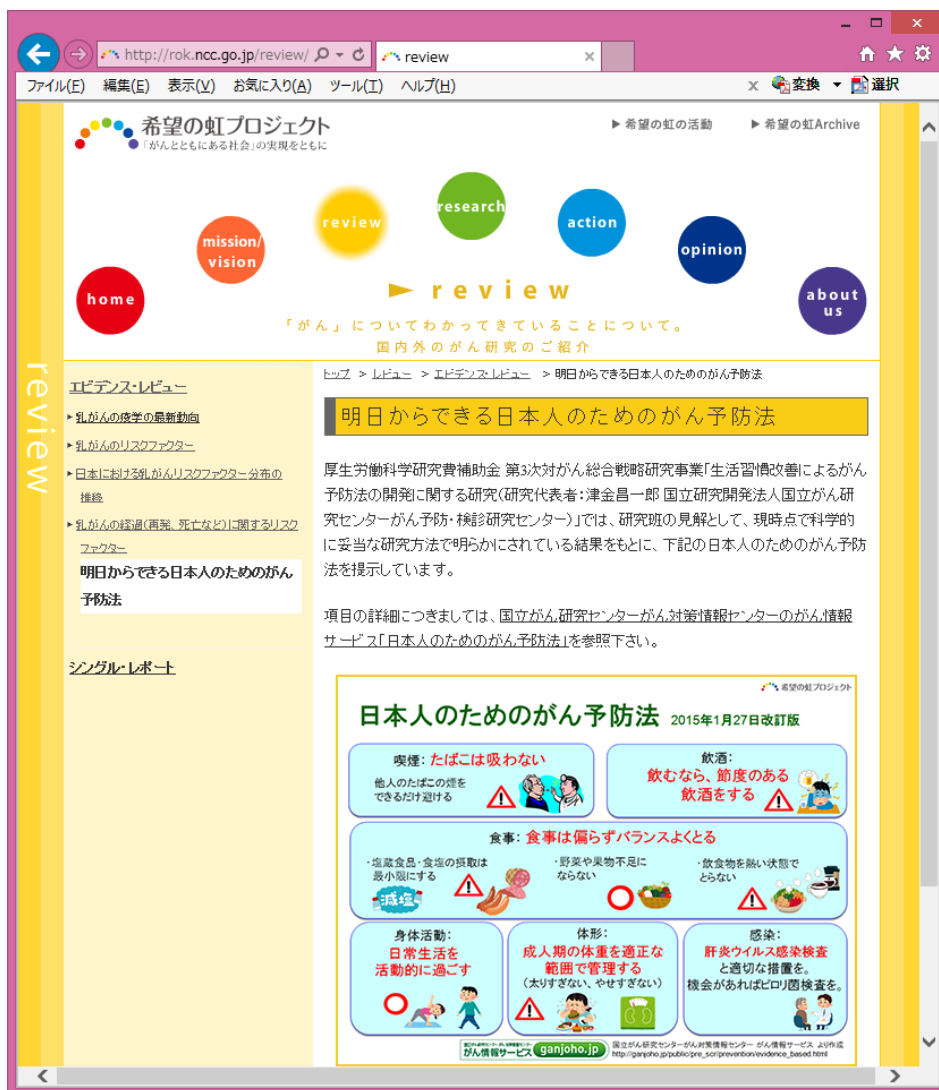 http://rok.ncc.go.jp/review/
review
ファイル(F) 編集(E) 表示(V) お気に入り(A) ツール(T) ヘルプ(H)
x 変換 選択
希望の虹プロジェクト
「がんとともにある社会」の実現をともに
希望の虹の活動
希望の虹Archive
home
mission/
vision
review
research
action
opinion
about
us
review
「がん」についてわかってきていることについて。
国内外のがん研究のご紹介
review
エビデンス・レビュー
乳がんの疫学の最新動向
乳がんのリスクファクター
日本における乳がんリスクファクター分布の
推移
乳がんの経過(再発、死亡など)に関するリスク
ファクター
明日からできる日本人のためのがん
予防法
シングル・レポート
トップ > レビュー > エビデンス・レビュー > 明日からできる日本人のためのがん予防法
明日からできる日本人のためのがん予防法
厚生労働科学研究費補助金 第3次対がん総合戦略研究事業「生活習慣改善によるがん
予防法の開発に関する研究(研究代表者：津金昌一郎 国立研究開発法人国立がん研
究センターがん予防・検診研究センター)」では、研究班の見解として、現時点で科学的
に妥当な研究方法で明らかにされている結果をもとに、下記の日本人のためのがん予防
法を提示しています。
項目の詳細につきましては、国立がん研究センターがん対策情報センターのがん情報
サービス「日本人のためのがん予防法」を参照下さい。
希望の虹プロジェクト
日本人のためのがん予防法 2015年1月27日改訂版
喫煙：たばこは吸わない
他人のたばこの煙を
できるだけ避ける
飲酒：
飲むなら、節度のある
飲酒をする
食事：食事は偏らずバランスよくとる
・塩蔵食品・食塩の摂取は
最小限にする
減塩
・野菜や果物不足に
ならない
・飲食物を熱い状態で
とらない
身体活動：
日常生活を
活動的に過ごす
体形：
成人期の体重を適正な
範囲で管理する
(太りすぎない、やせすぎない)
感染：
肝炎ウイルス感染検査
と適切な措置を。
機会があればピロリ菌検査を。
がん情報サービス ganjoho.jp
国立がん研究センターがん対策情報センター がん情報サービス より作成
http://ganjoho.jp/public/pre_scr/prevention/evidence_based.html